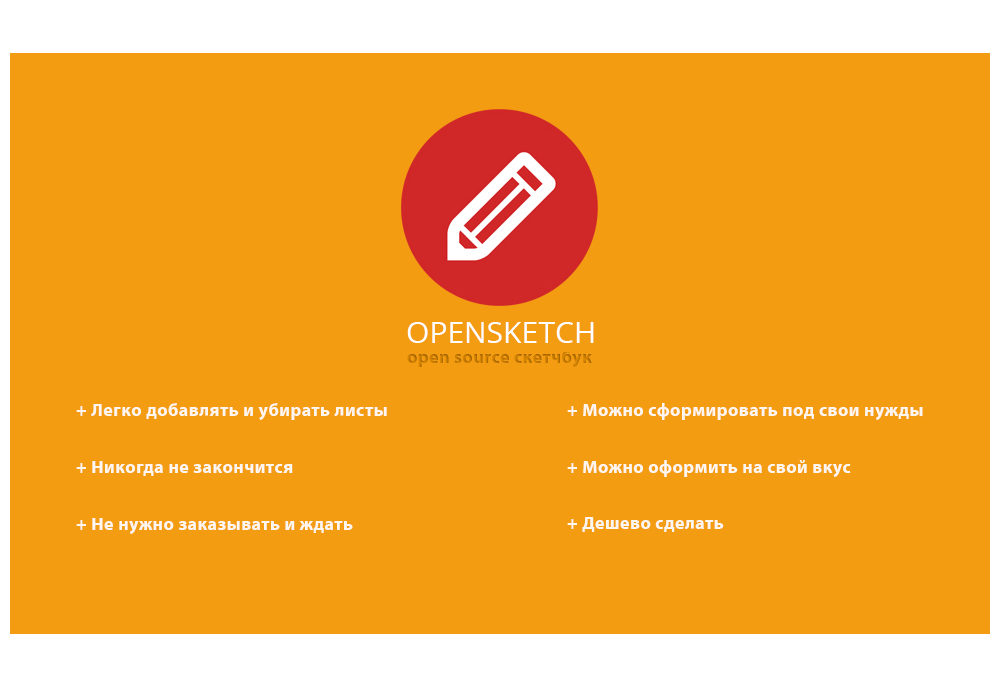 OPENSKETCH
open source скетчбук
+ Легко добавлять и убирать листы
+ Никогда не закончится
+ Не нужно заказывать и ждать
+ Можно сформировать под свои нужды
+ Можно оформить на свой вкус
+ Дешево сделать